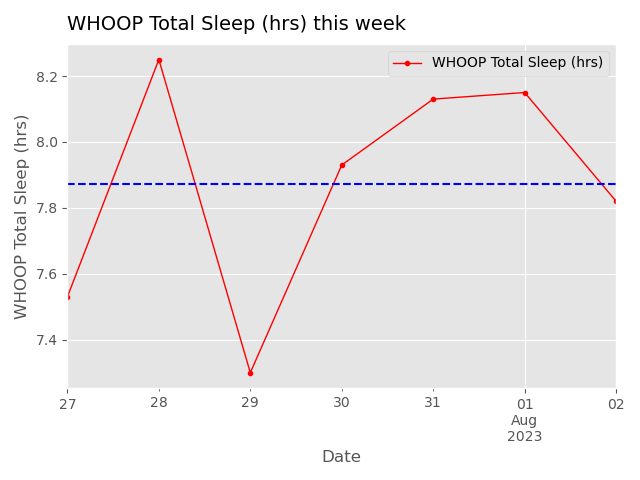 WHOOP Total Sleep (hrs) this week
WHOOP Total Sleep (hrs)
WHOOP Total Sleep (hrs)
8.2
8.0
7.8
7.6
7.4
27 28 29 30 31 01 02
Aug
2023
Date